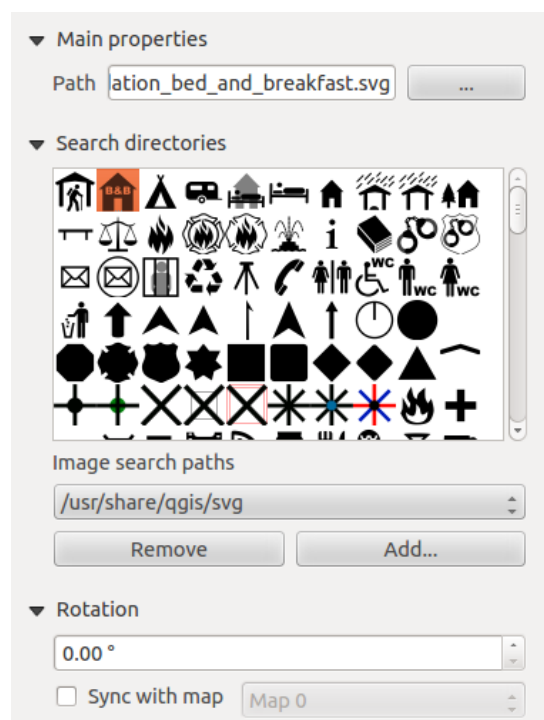 Main properties
Path lation_bed_and_breakfast.svg ...
Search directories
B&B
i
WC
WC WC
Image search paths
/usr/share/qgis/svg
Remove Add...
Rotation
0.00 °
Sync with map Map 0